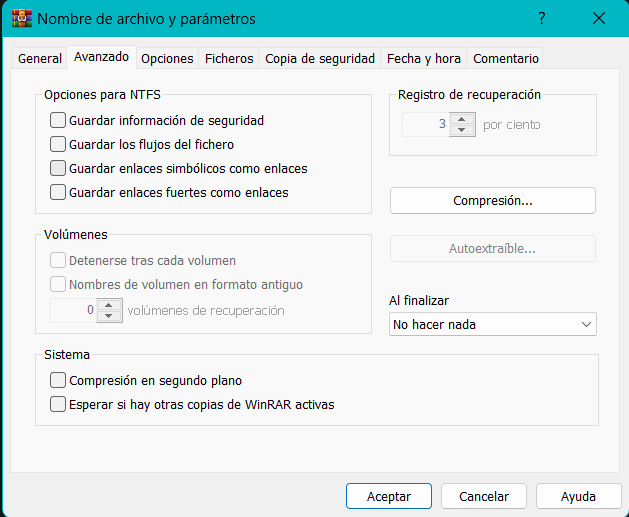 Nombre de archivo y parámetros
?
General Avanzado Opciones Ficheros Copia de seguridad Fecha y hora Comentario
Opciones para NTFS
Guardar información de seguridad
Guardar los flujos del fichero
Guardar enlaces simbólicos como enlaces
Guardar enlaces fuertes como enlaces
Registro de recuperación
3 por ciento
Compresión...
Volúmenes
Detenerse tras cada volumen
Nombres de volumen en formato antiguo
0 volúmenes de recuperación
Autoextraíble...
Al finalizar
No hacer nada
Sistema
Compresión en segundo plano
Esperar si hay otras copias de WinRAR activas
Aceptar Cancelar Ayuda